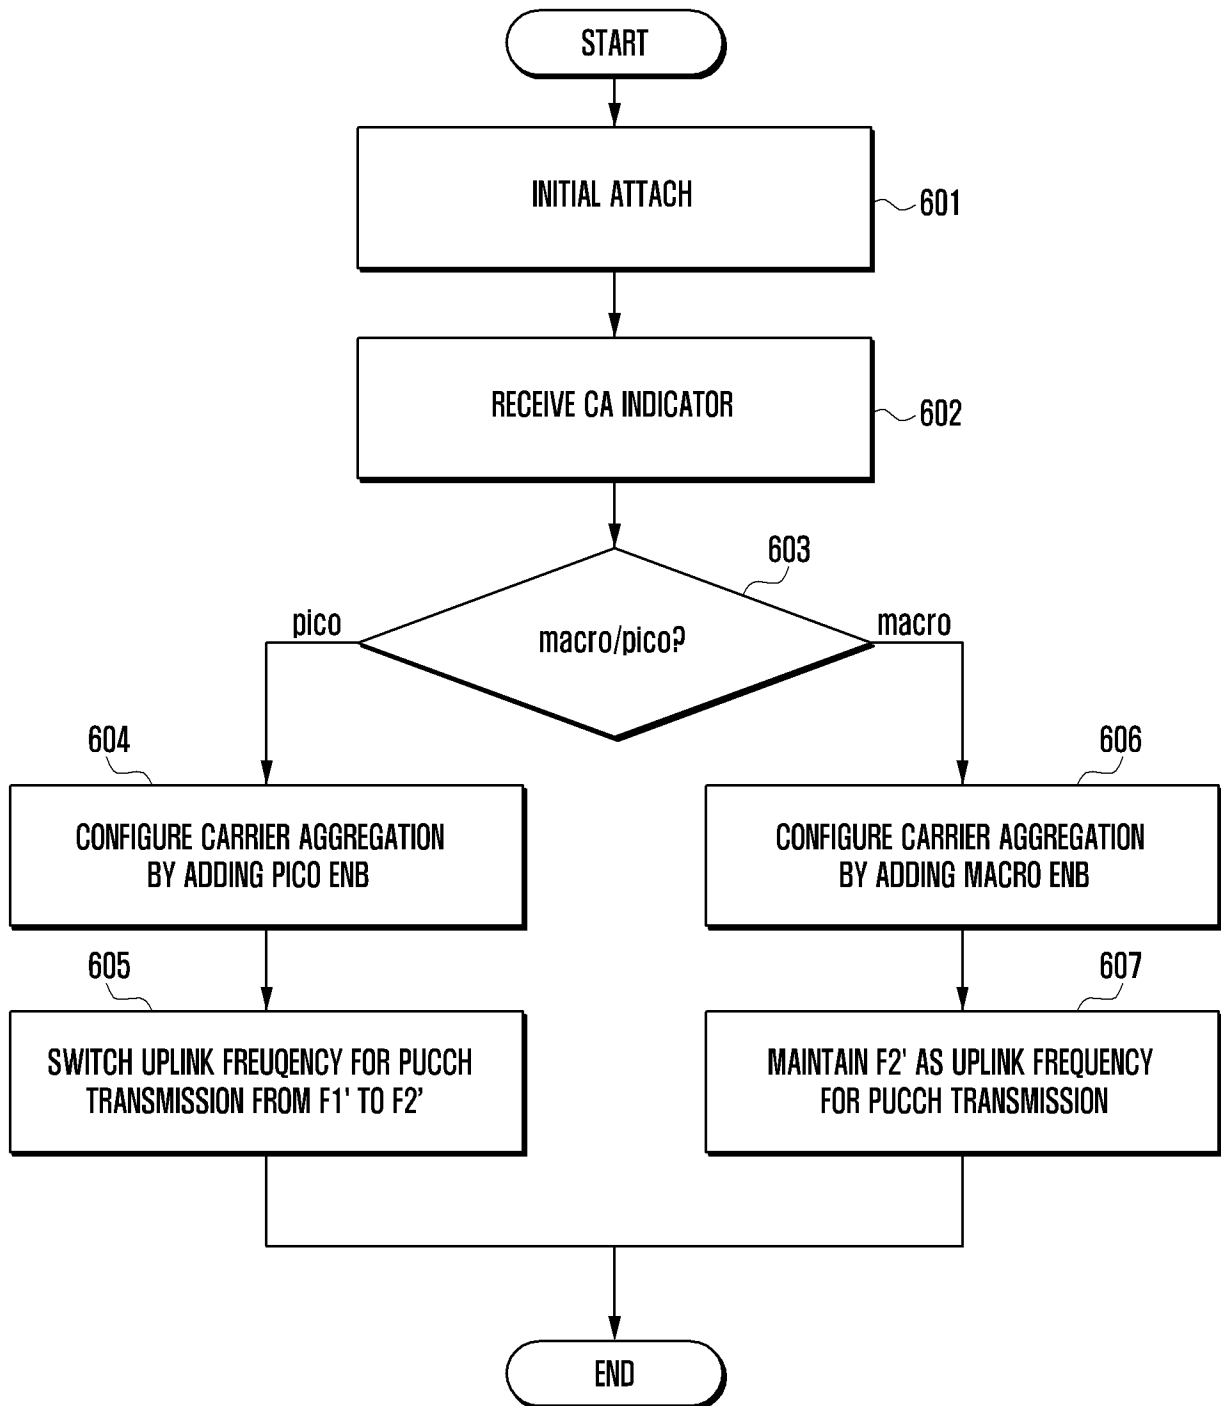 START
INITIAL ATTACH
601
RECEIVE CA INDICATOR
602
603
macro/pico?
pico
macro
604
CONFIGURE CARRIER AGGREGATION
BY ADDING PICO ENB
606
CONFIGURE CARRIER AGGREGATION
BY ADDING MACRO ENB
605
SWITCH UPLINK FREUQENCY FOR PUCCH
TRANSMISSION FROM F1' TO F2’
607
MAINTAIN F2' AS UPLINK FREQUENCY
FOR PUCCH TRANSMISSION
END